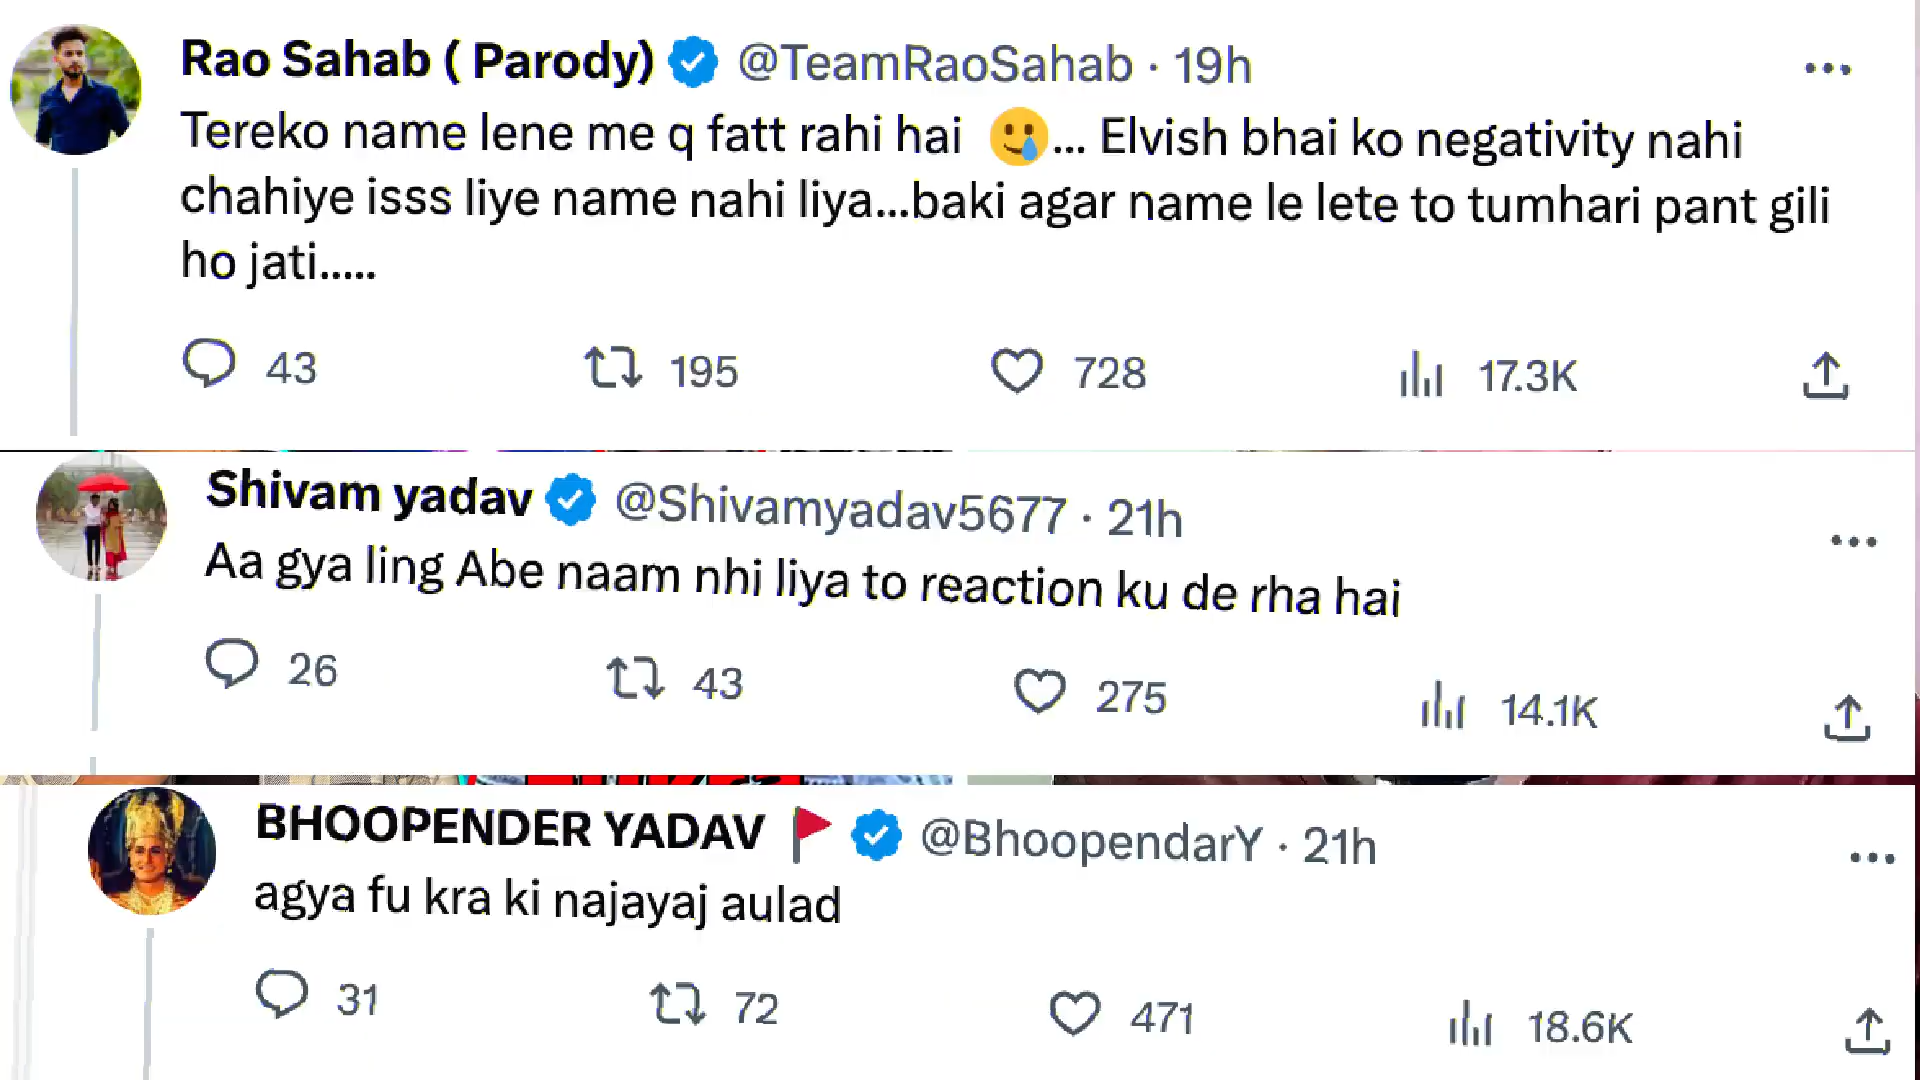 Rao Sahab ( Parody) @TeamRaoSahab · 19h
Tereko name lene me q fatt rahi hai 🥲... Elvish bhai ko negativity nahi
chahiye isss liye name nahi liya...baki agar name le lete to tumhari pant gili
ho jati.....
43 195 728 17.3K
Shivam yadav @Shivamyadav5677 · 21h
Aa gya ling Abe naam nhi liya to reaction ku de rha hai
26 43 275 14.1K
BHOOPENDER YADAV 🚩 @BhoopendarY · 21h
agya fu kra ki najayaj aulad
31 72 471 18.6K